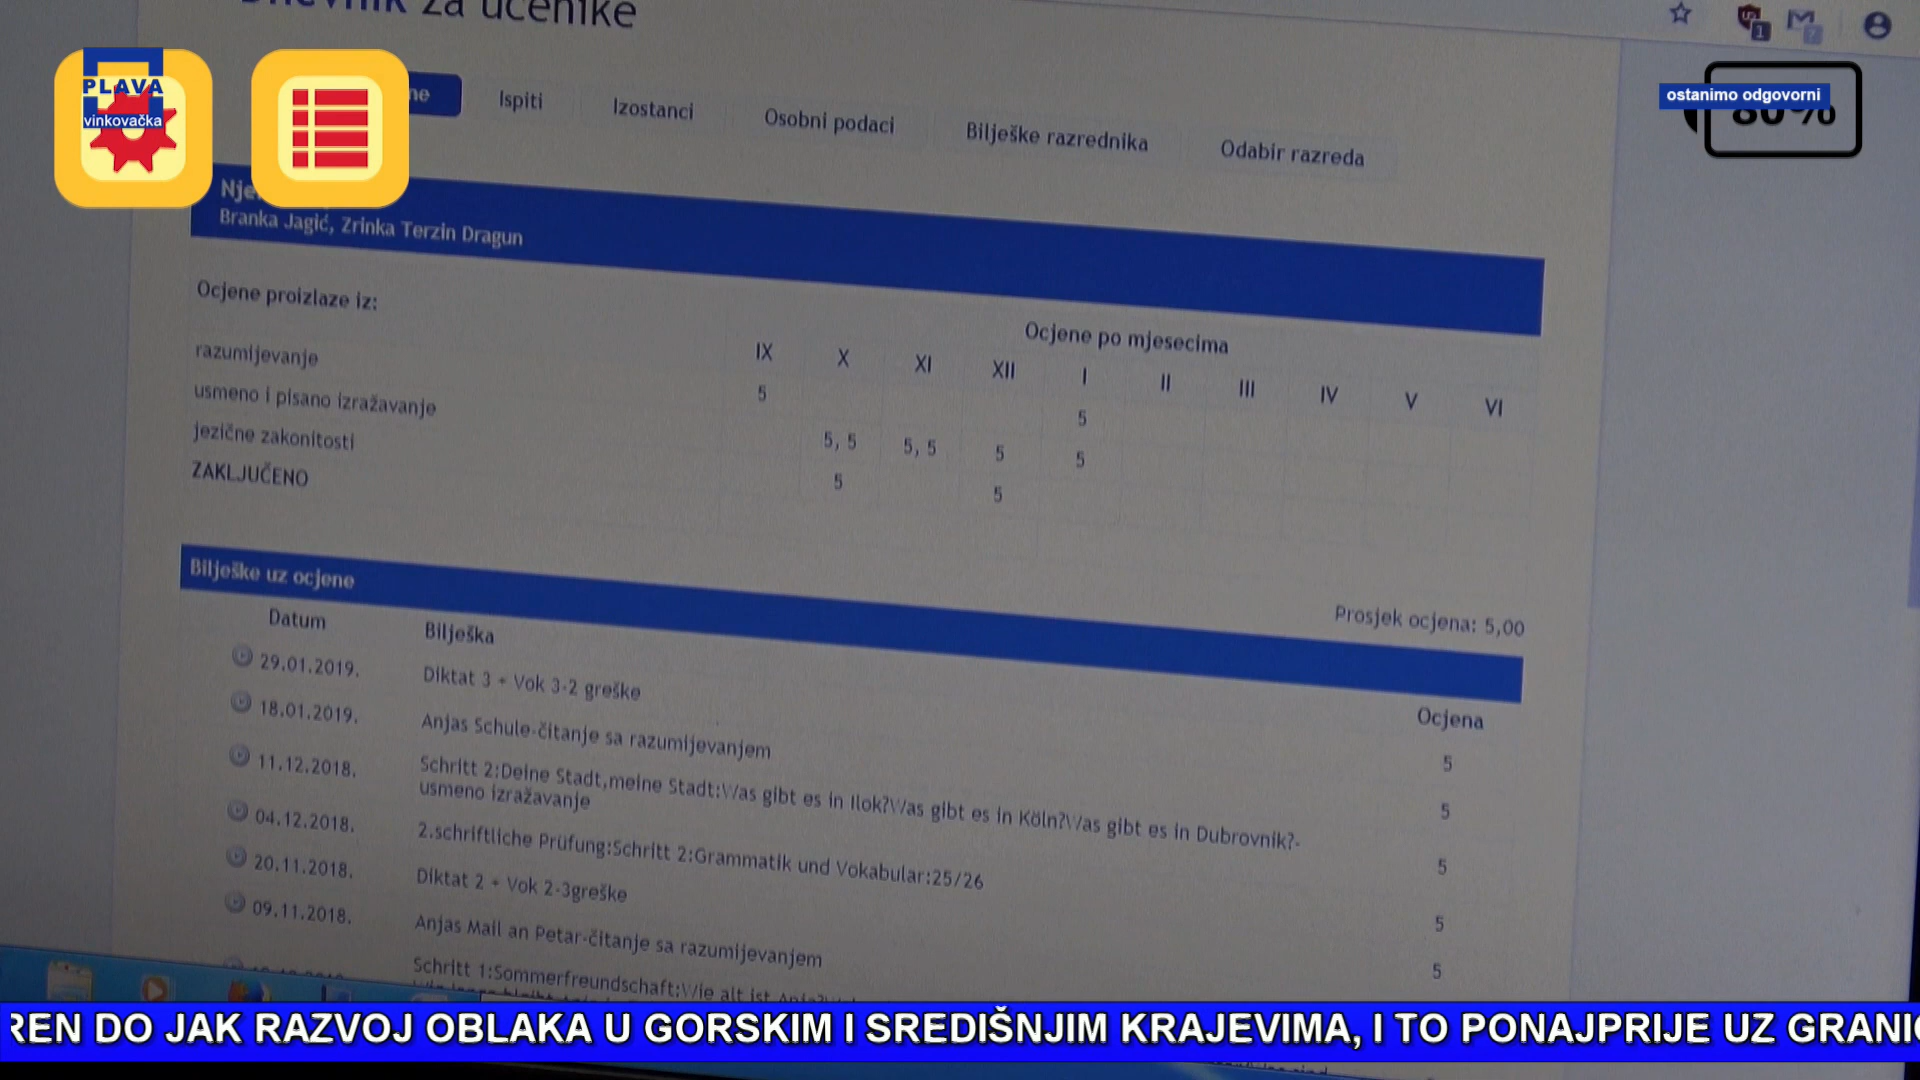 Dnevnik za učenike
PLAVA
vinkovačka
ostanimo odgovorni
80%
ne
Ispiti
Izostanci
Osobni podaci
Bilješke razrednika
Odabir razreda
Nje
Branka Jagić, Zrinka Terzin Dragun
Ocjene proizlaze iz:
Ocjene po mjesecima
IX X XI XII I II III IV V VI
razumijevanje 5 5
usmeno i pisano izražavanje 5, 5 5, 5 5 5
jezične zakonitosti 5 5
ZAKLJUČENO
Prosjek ocjena: 5,00
Bilješke uz ocjene
Datum Bilješka Ocjena
29.01.2019. Diktat 3 + Vok 3-2 greške 5
18.01.2019. Anjas Schule-čitanje sa razumijevanjem 5
11.12.2018. Schritt 2:Deine Stadt,meine Stadt:Was gibt es in Ilok?Was gibt es in Köln?Was gibt es in Dubrovnik?-
usmeno izražavanje 5
04.12.2018. 2.schriftliche Prüfung:Schritt 2:Grammatik und Vokabular:25/26 5
20.11.2018. Diktat 2 + Vok 2-3greške 5
09.11.2018. Anjas Mail an Petar-čitanje sa razumijevanjem
Schritt 1:Sommerfreundschaft:Wie alt ist
REN DO JAK RAZVOJ OBLAKA U GORSKIM I SREDIŠNJIM KRAJEVIMA, I TO PONAJPRIJE UZ GRANIC